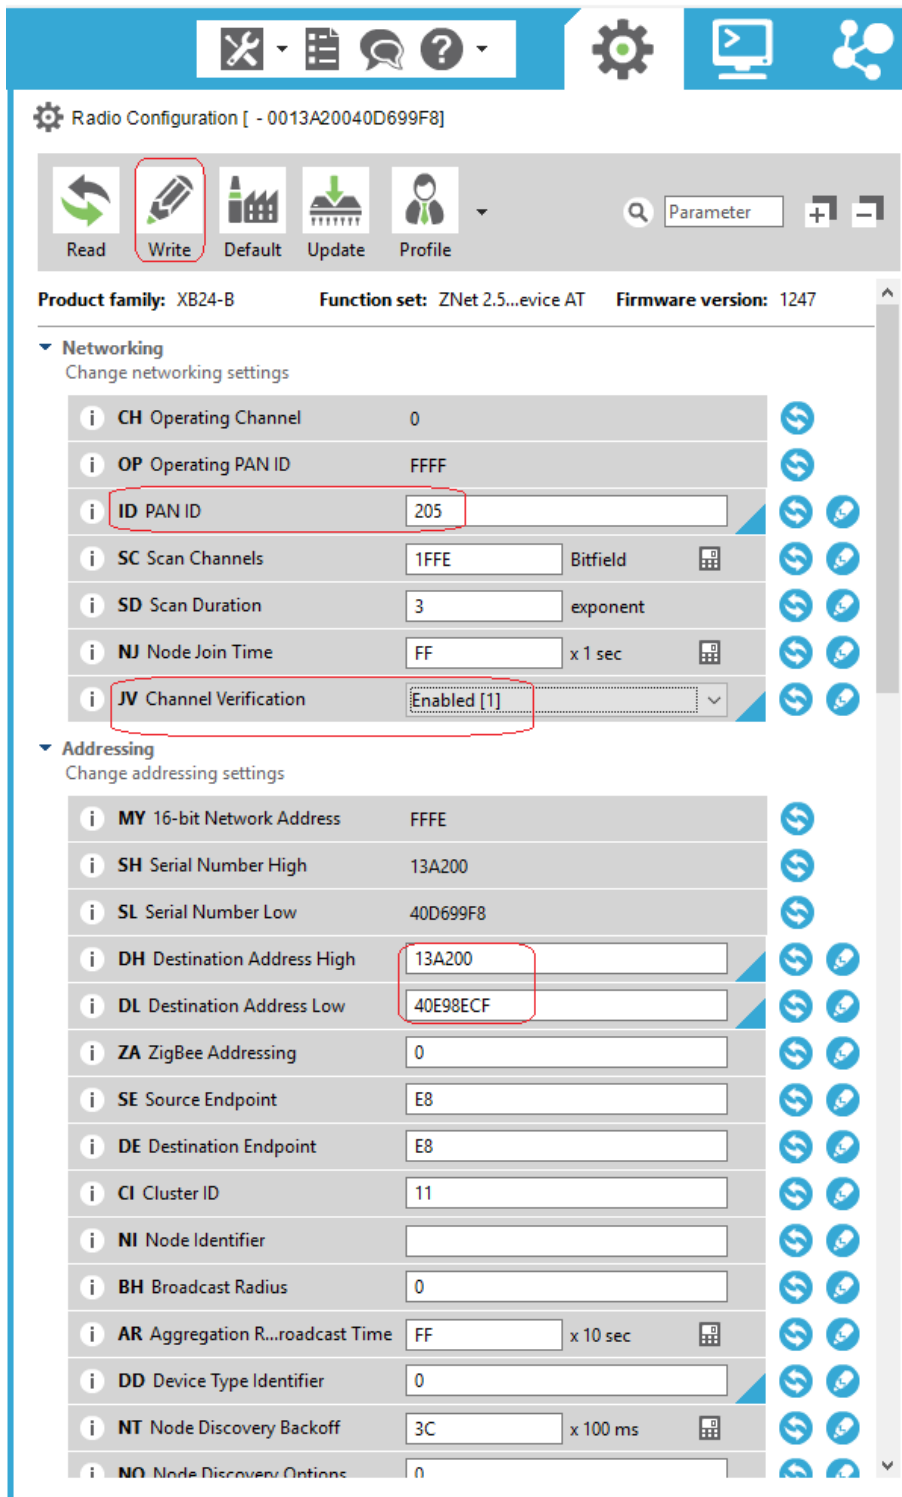 Radio Configuration [ - 0013A20040D699F8]
Read Write Default Update Profile Parameter
Product family: XB24-B Function set: ZNet 2.5...evice AT Firmware version: 1247
Networking
Change networking settings
i CH Operating Channel 0
i OP Operating PAN ID FFFF
i ID PAN ID 205
i SC Scan Channels 1FFE Bitfield
i SD Scan Duration 3 exponent
i NJ Node Join Time FF x 1 sec
i JV Channel Verification Enabled [1]
Addressing
Change addressing settings
i MY 16-bit Network Address FFFE
i SH Serial Number High 13A200
i SL Serial Number Low 40D699F8
i DH Destination Address High 13A200
i DL Destination Address Low 40E98ECF
i ZA ZigBee Addressing 0
i SE Source Endpoint E8
i DE Destination Endpoint E8
i CI Cluster ID 11
i NI Node Identifier
i BH Broadcast Radius 0
i AR Aggregation R...roadcast Time FF x 10 sec
i DD Device Type Identifier 0
i NT Node Discovery Backoff 3C x 100 ms
i NO Node Discovery Options 0